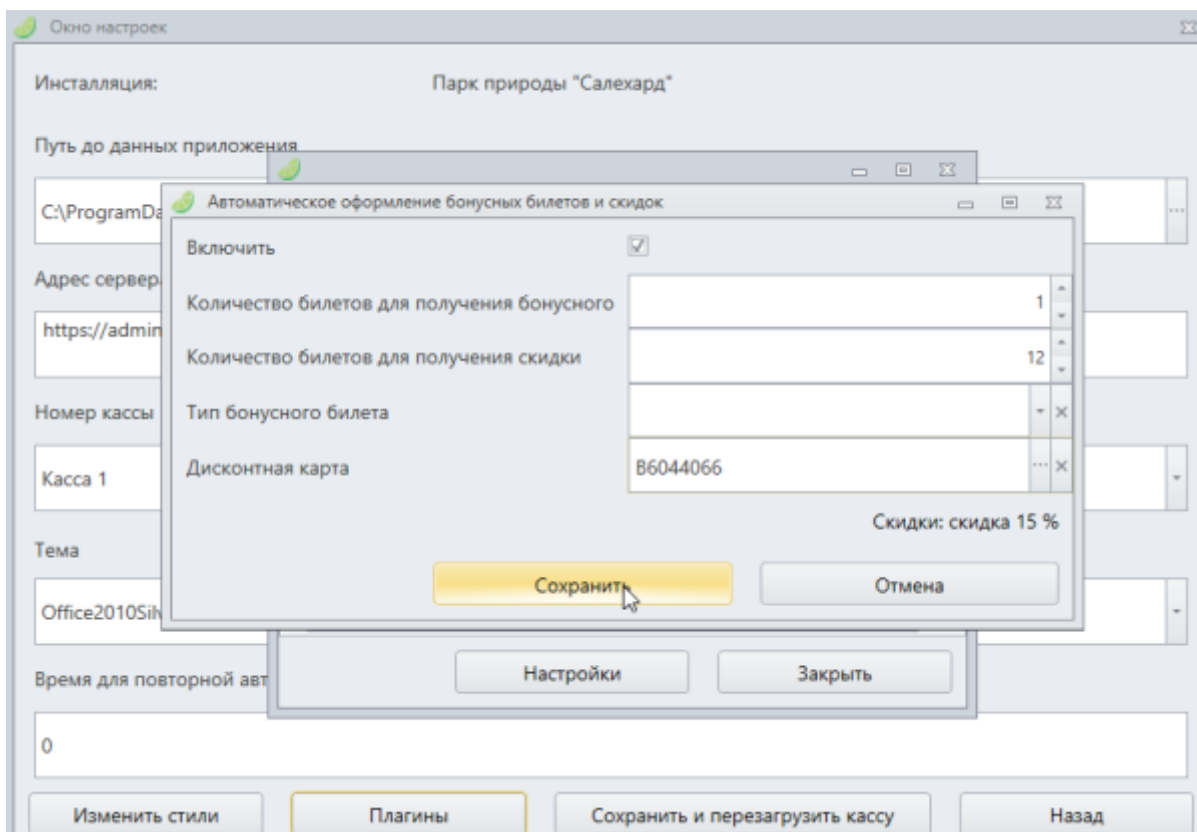 Окно настроек
Инсталляция: Парк природы "Салехард"
Путь до данных приложения
C:\ProgramDa
Автоматическое оформление бонусных билетов и скидок
Включить
Адрес сервера
Количество билетов для получения бонусного 1
https://admin
Количество билетов для получения скидки 12
Номер кассы
Тип бонусного билета
Касса 1
Дисконтная карта B6044066
Скидки: скидка 15 %
Тема
Сохранить Отмена
Office2010Silv
Настройки Закрыть
Время для повторной авт
0
Изменить стили Плагины Сохранить и перезагрузить кассу Назад